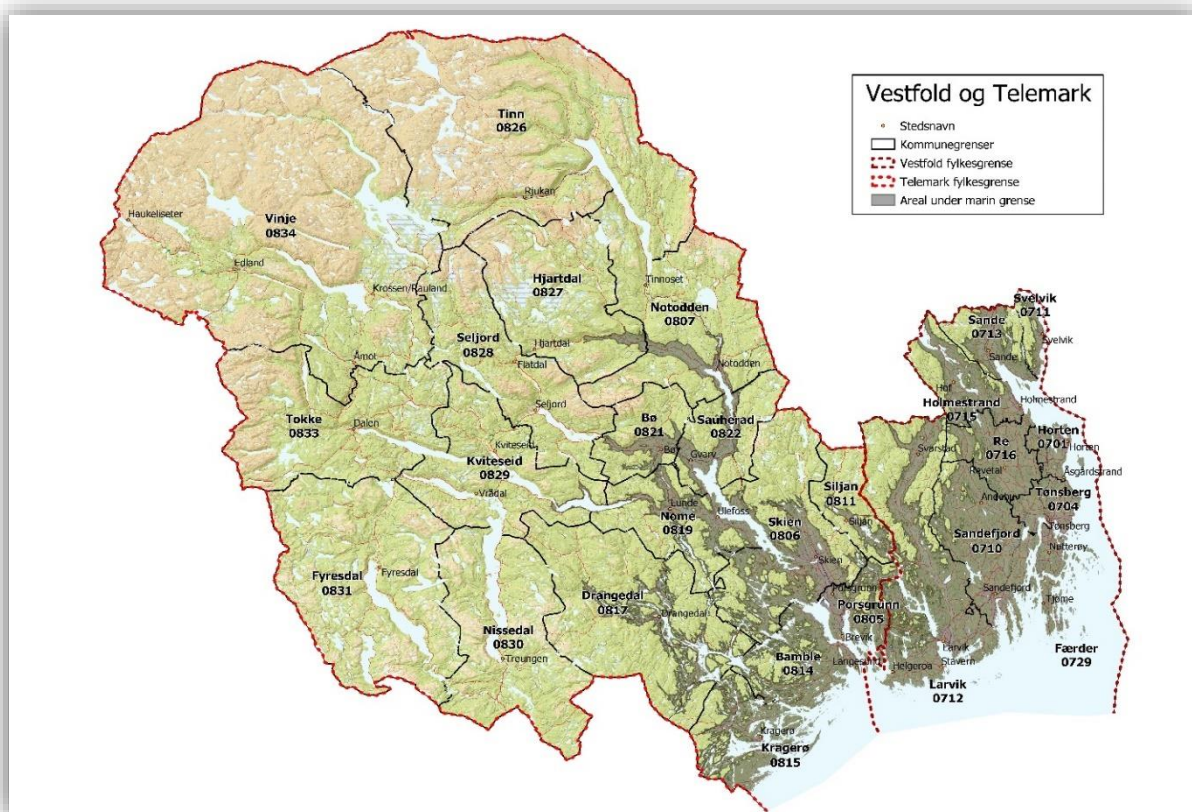 Vestfold og Telemark
Stedsnavn
Kommunegrenser
Vestfold fylkesgrense
Telemark fylkesgrense
Areal under marin grense
Tinn
0826
Rjukan
Haukeliseter
Vinje
0834
Edland
Krossen/Rauland
Hjartdal
0827
Tinnoset
Notodden
0807
Seljord
0828
Hjartdal
Flatdal
Notodden
Åmot
Seljord
Svelvik
0711
Sande
0713
Svelvik
Sande
Hof
Holmestrand
Holmestrand
0715
Tokke
0833
Dalen
Bø
0821
Bø
Sauherad
0822
Gvarv
Kviteseid
Kviteseid
0829
Vrådal
Svarstad
Re
0716
Revetal
Horten
0701
Horten
Åsgårdstrand
Siljan
0811
Siljan
Andebu
Tønsberg
0704
Tønsberg
Lunde
Nome
0819
Ulefoss
Skien
0806
Skien
Sandefjord
0710
Nøtterøy
Fyresdal
0831
Fyresdal
Drangedal
0817
Drangedal
Porsgrunn
Porsgrunn
0805
Sandefjord
Tjøme
Nissedal
0830
Treungen
Brevik
Langesund
Bamble
0814
Helgeroa
Larvik
Stavern
Larvik
0712
Færder
0729
Kragerø
Kragerø
0815